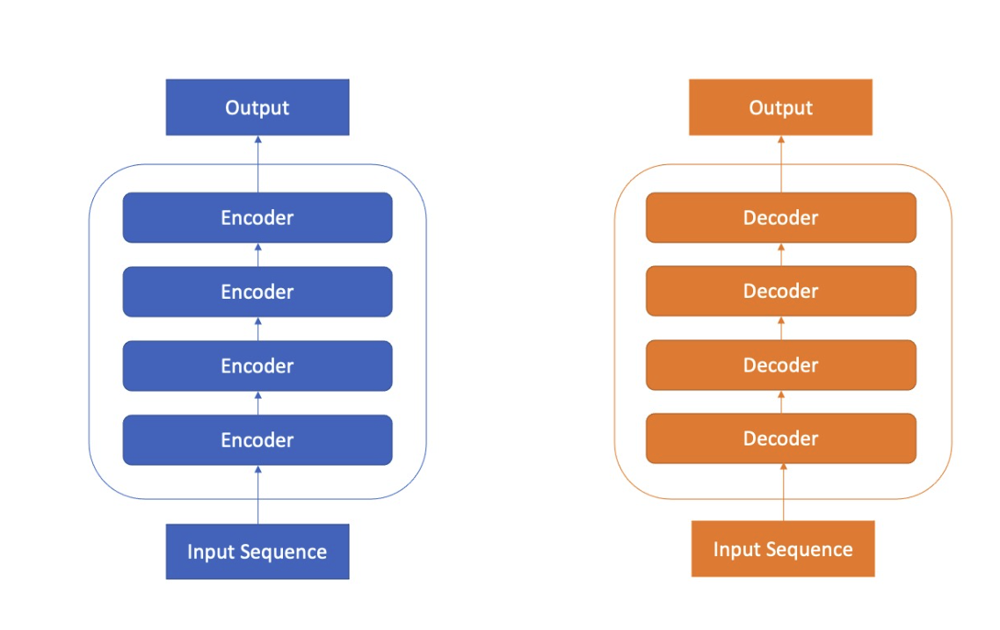 Output
Encoder
Encoder
Encoder
Encoder
Input Sequence
Output
Decoder
Decoder
Decoder
Decoder
Input Sequence